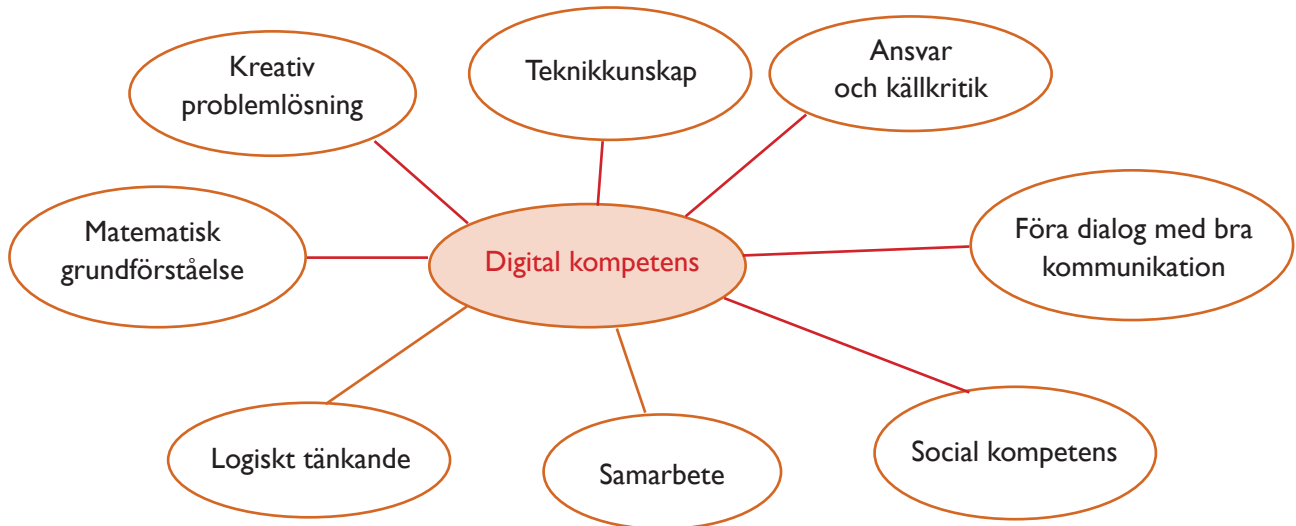 Kreativ
problemlösning
Teknikkunskap
Ansvar
och källkritik
Matematisk
grundförståelse
Digital kompetens
Föra dialog med bra
kommunikation
Logiskt tänkande
Samarbete
Social kompetens